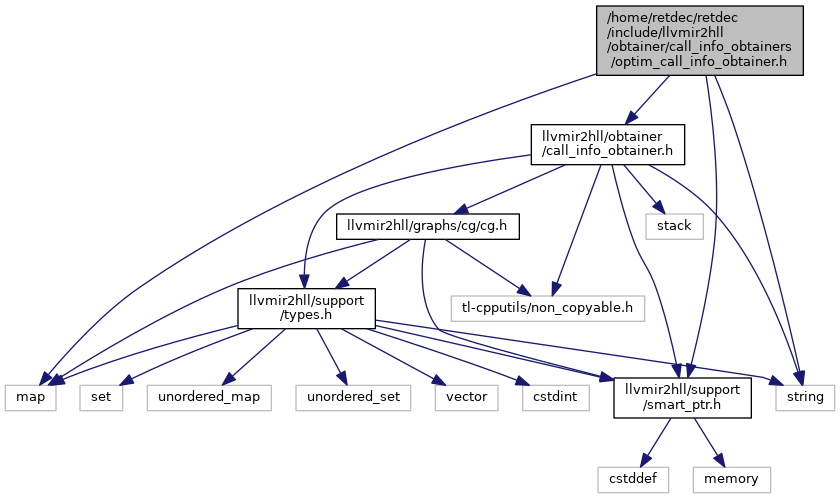 /home/retdec/retdec
/include/llvmir2hll
/obtainer/call_info_obtainers
/optim_call_info_obtainer.h
llvmir2hll/obtainer
/call_info_obtainer.h
llvmir2hll/graphs/cg/cg.h
stack
llvmir2hll/support
/types.h
tl-cpputils/non_copyable.h
map
set
unordered_map
unordered_set
vector
cstdint
llvmir2hll/support
/smart_ptr.h
string
cstddef
memory